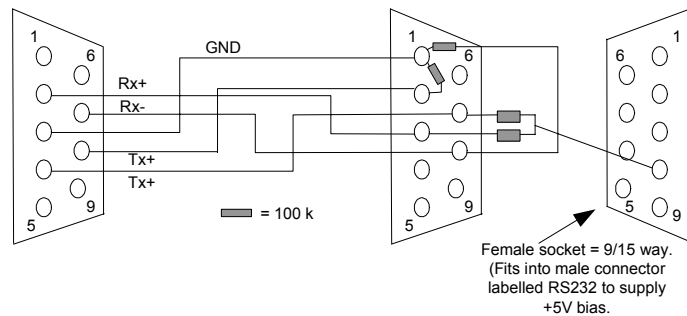 1
6
GND
Rx+
Rx-
Tx+
Tx+
5
9
1
6
5
9
= 100 k
1
6
5
9
Female socket = 9/15 way.
(Fits into male connector
labelled RS232 to supply
+5V bias.